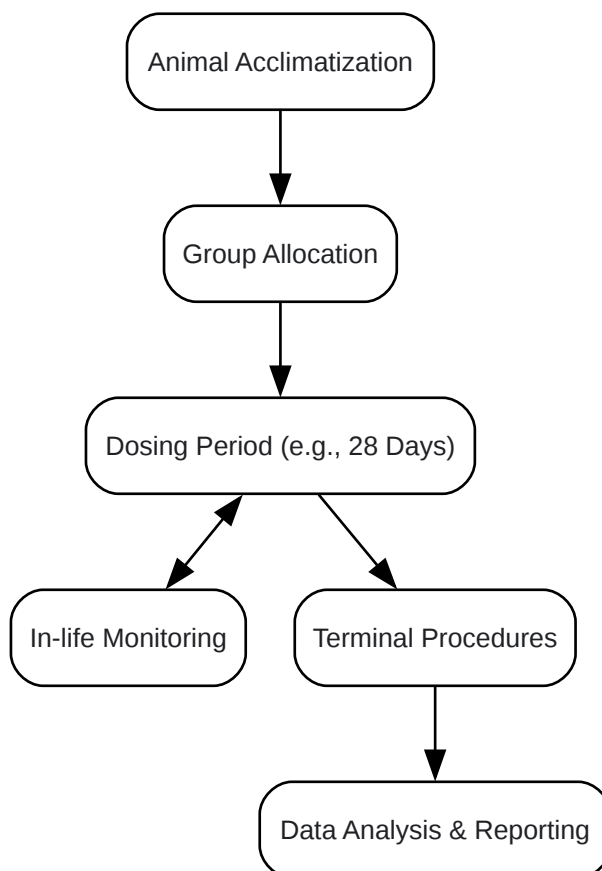 Animal Acclimatization
Group Allocation
Dosing Period (e.g., 28 Days)
In-life Monitoring
Terminal Procedures
Data Analysis & Reporting